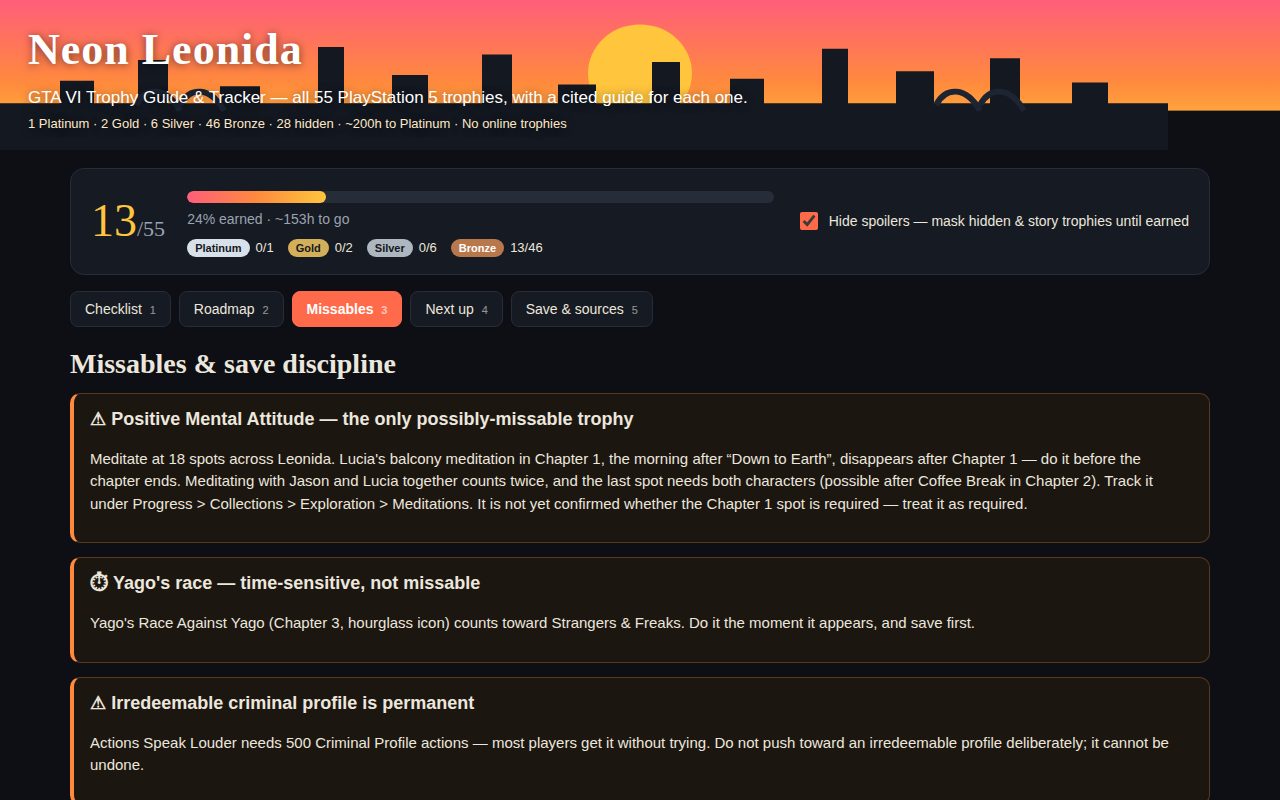 Neon Leonida
GTA VI Trophy Guide & Tracker — all 55 PlayStation 5 trophies, with a cited guide for each one.
1 Platinum · 2 Gold · 6 Silver · 46 Bronze · 28 hidden · ~200h to Platinum · No online trophies
13/55
24% earned · ~153h to go
Platinum 0/1 Gold 0/2 Silver 0/6 Bronze 13/46
Hide spoilers — mask hidden & story trophies until earned
Checklist 1 Roadmap 2 Missables 3 Next up 4 Save & sources 5
Missables & save discipline
⚠ Positive Mental Attitude — the only possibly-missable trophy
Meditate at 18 spots across Leonida. Lucia's balcony meditation in Chapter 1, the morning after “Down to Earth”, disappears after Chapter 1 — do it before the
chapter ends. Meditating with Jason and Lucia together counts twice, and the last spot needs both characters (possible after Coffee Break in Chapter 2). Track it
under Progress > Collections > Exploration > Meditations. It is not yet confirmed whether the Chapter 1 spot is required — treat it as required.
⏱ Yago's race — time-sensitive, not missable
Yago's Race Against Yago (Chapter 3, hourglass icon) counts toward Strangers & Freaks. Do it the moment it appears, and save first.
⚠ Irredeemable criminal profile is permanent
Actions Speak Louder needs 500 Criminal Profile actions — most players get it without trying. Do not push toward an irredeemable profile deliberately; it cannot be
undone.